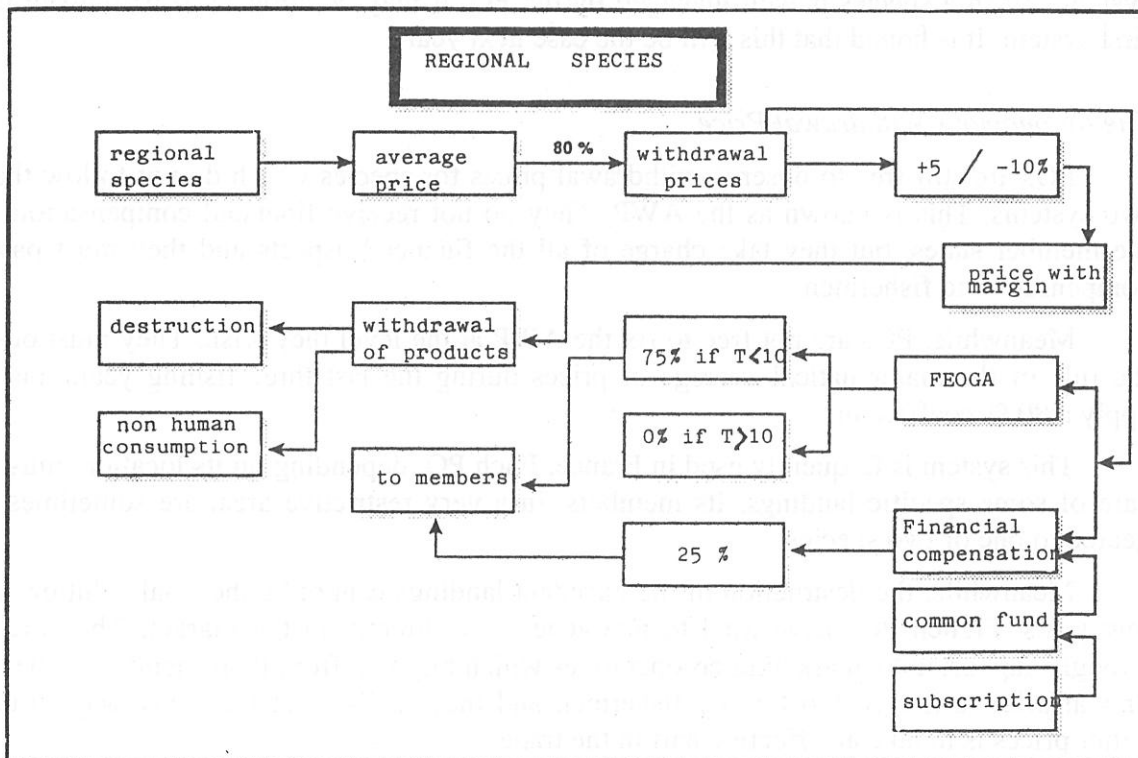 REGIONAL SPECIES
regional
species
average
price
80 %
withdrawal
prices
+5 / -10%
price with
margin
destruction
withdrawal
of products
75% if T<10
FEOGA
non human
consumption
0% if T>10
to members
Financial
compensation
25 %
common fund
subscription